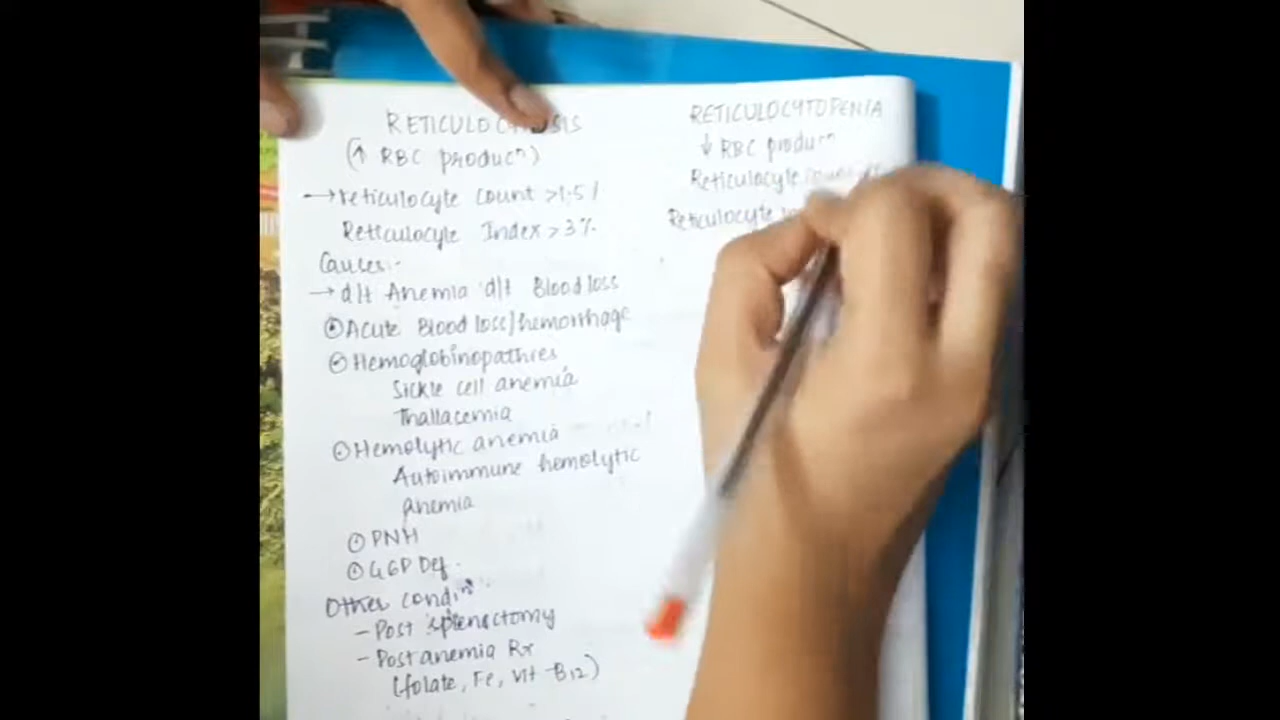 RETICULOCYTOSIS
(↑ RBC producⁿ)
→ reticulocyte count >1.5%
Reticulocyte Index >3%
Causes:-
→ d/t Anemia d/t Blood loss
Acute Blood loss/hemorrhage
Hemoglobinopathies
Sickle cell anemia
Thallacemia
Hemolytic anemia
Autoimmune hemolytic
anemia
PNH
G6P Def.
Other condiⁿ:
- Post splenectomy
- Post anemia Rx
(folate, Fe, Vit-B12)
RETICULOCYTOPENIA
↓ RBC producⁿ
Reticulocyte
Reticulocyte